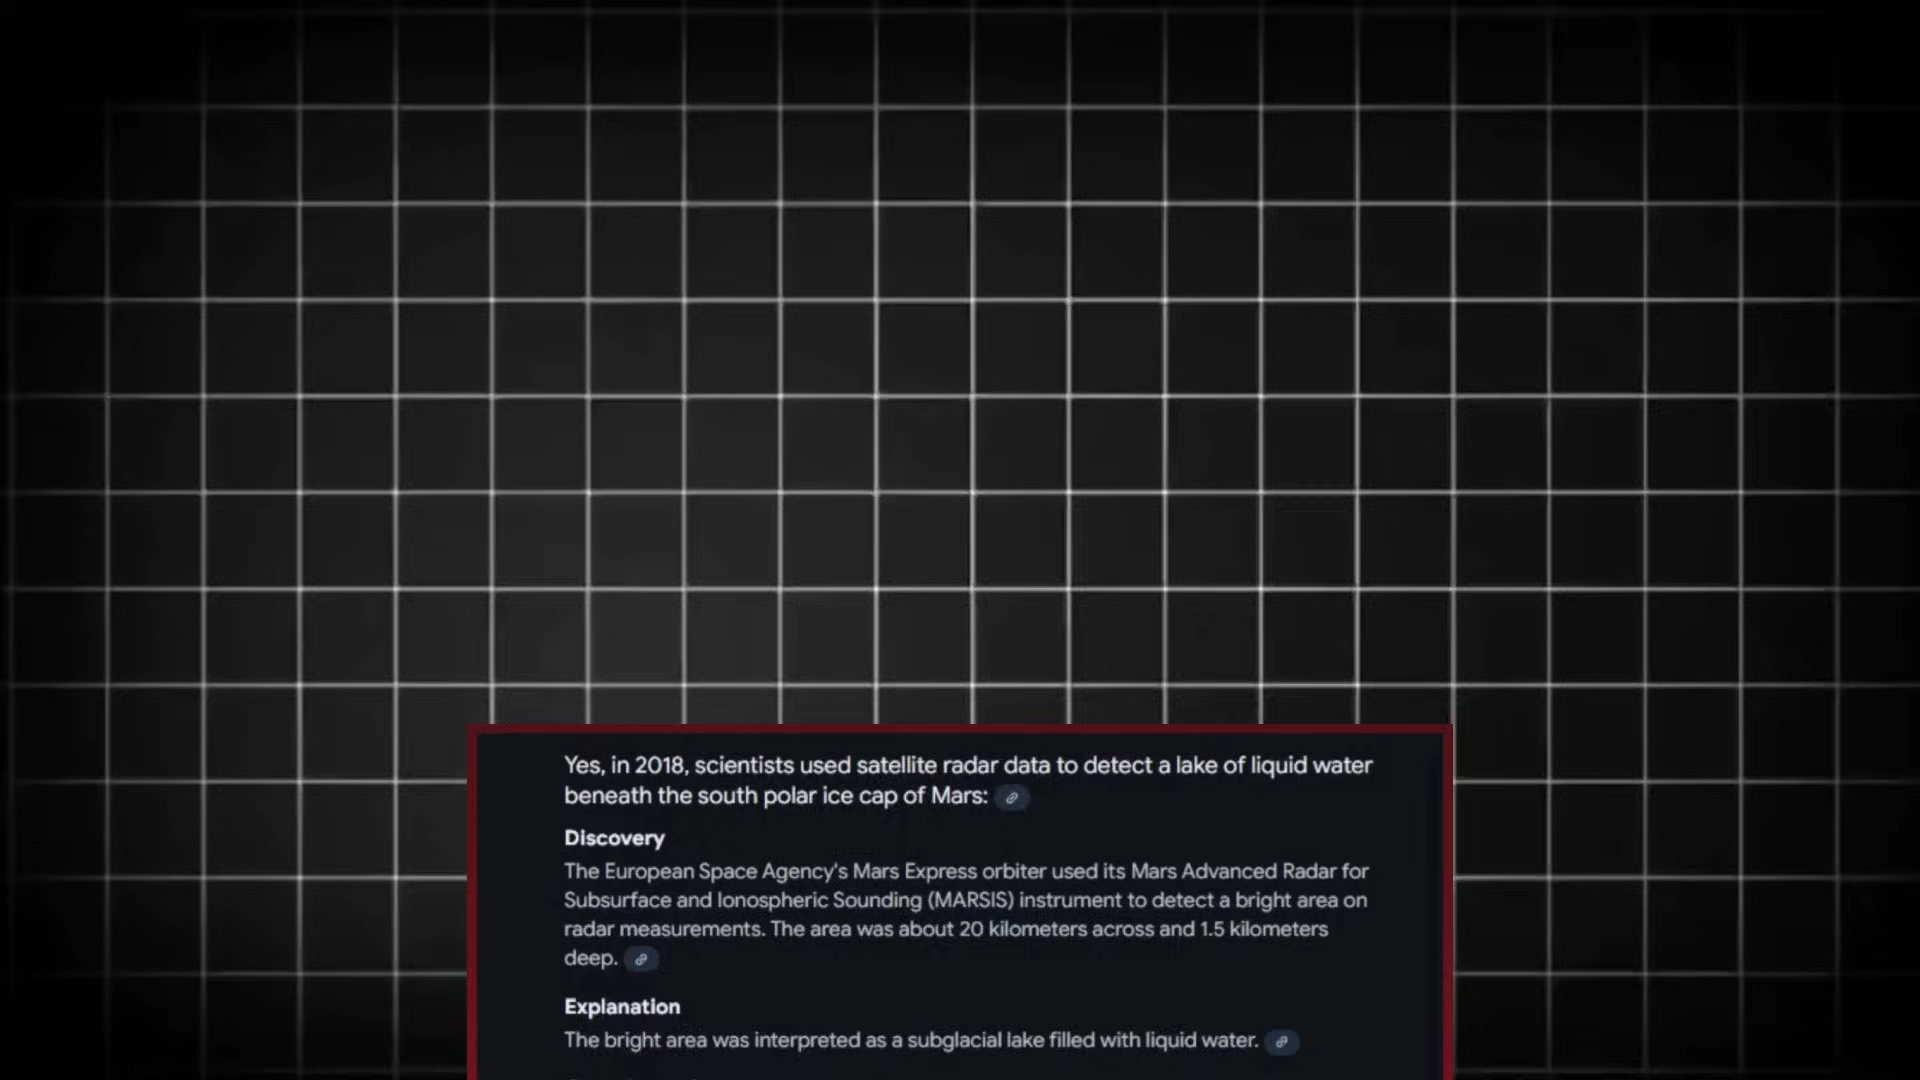 Yes, in 2018, scientists used satellite radar data to detect a lake of liquid water
beneath the south polar ice cap of Mars:
Discovery
The European Space Agency's Mars Express orbiter used its Mars Advanced Radar for
Subsurface and Ionospheric Sounding (MARSIS) instrument to detect a bright area on
radar measurements. The area was about 20 kilometers across and 1.5 kilometers
deep.
Explanation
The bright area was interpreted as a subglacial lake filled with liquid water.